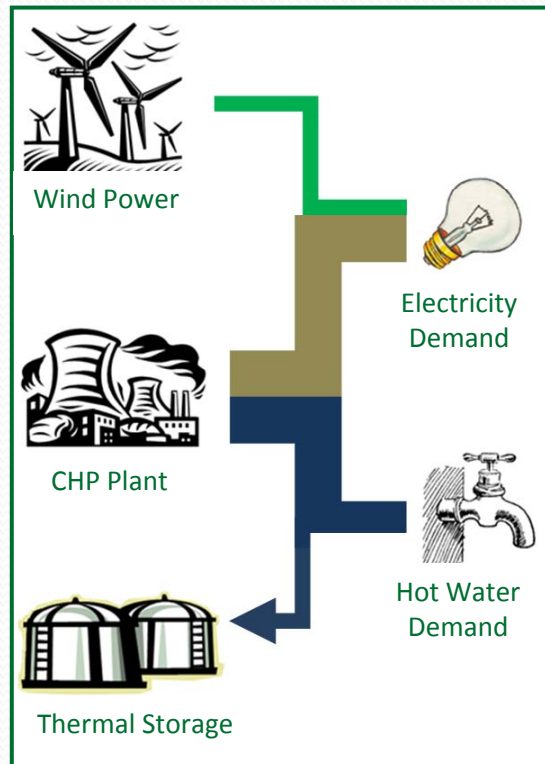 Wind Power
Electricity
Demand
CHP Plant
Hot Water
Demand
Thermal Storage